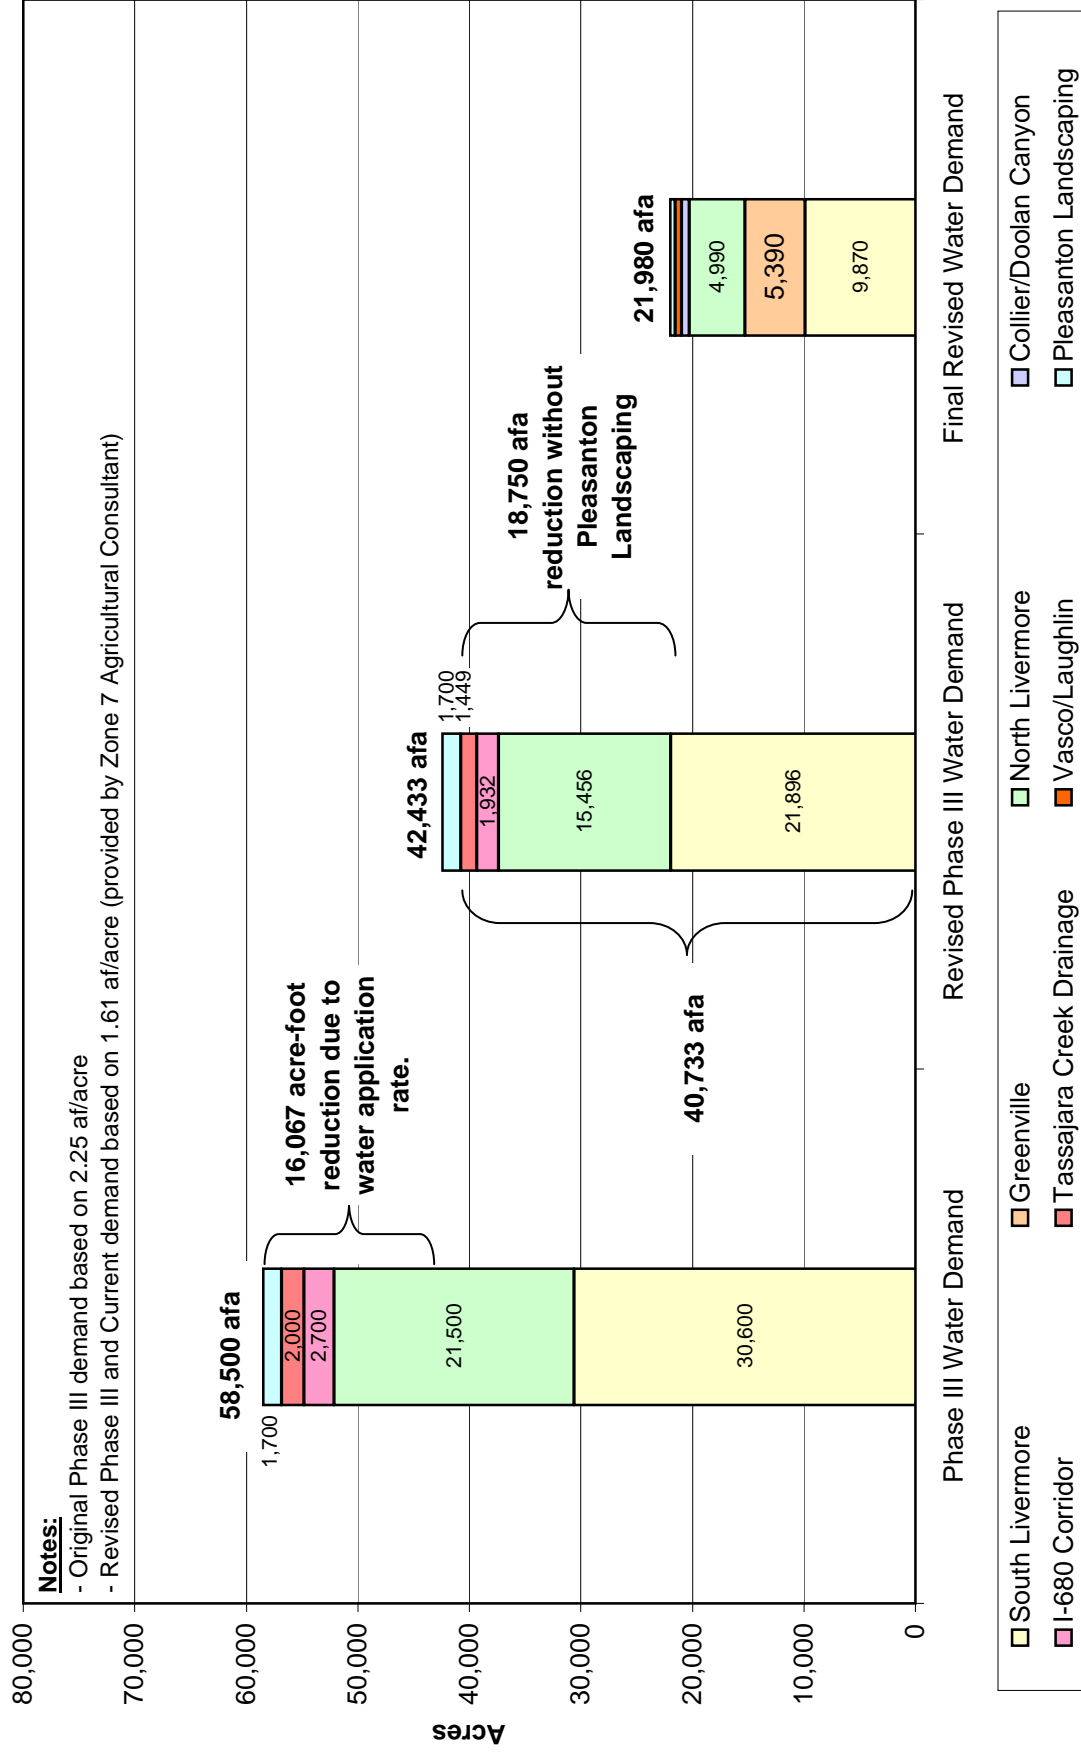 Notes:
- Original Phase III demand based on 2.25 af/acre
- Revised Phase III and Current demand based on 1.61 af/acre (provided by Zone 7 Agricultural Consultant)
Acres
80,000
70,000
60,000
50,000
40,000
30,000
20,000
10,000
0
58,500 afa
1,700
2,000
2,700
21,500
30,600
16,067 acre-foot
reduction due to
water application
rate.
42,433 afa
1,700
1,449
1,932
15,456
21,896
40,733 afa
18,750 afa
reduction without
Pleasanton
Landscaping
21,980 afa
4,990
5,390
9,870
Phase III Water Demand
Revised Phase III Water Demand
Final Revised Water Demand
South Livermore
Greenville
North Livermore
Collier/Doolan Canyon
I-680 Corridor
Tassajara Creek Drainage
Vasco/Laughlin
Pleasanton Landscaping